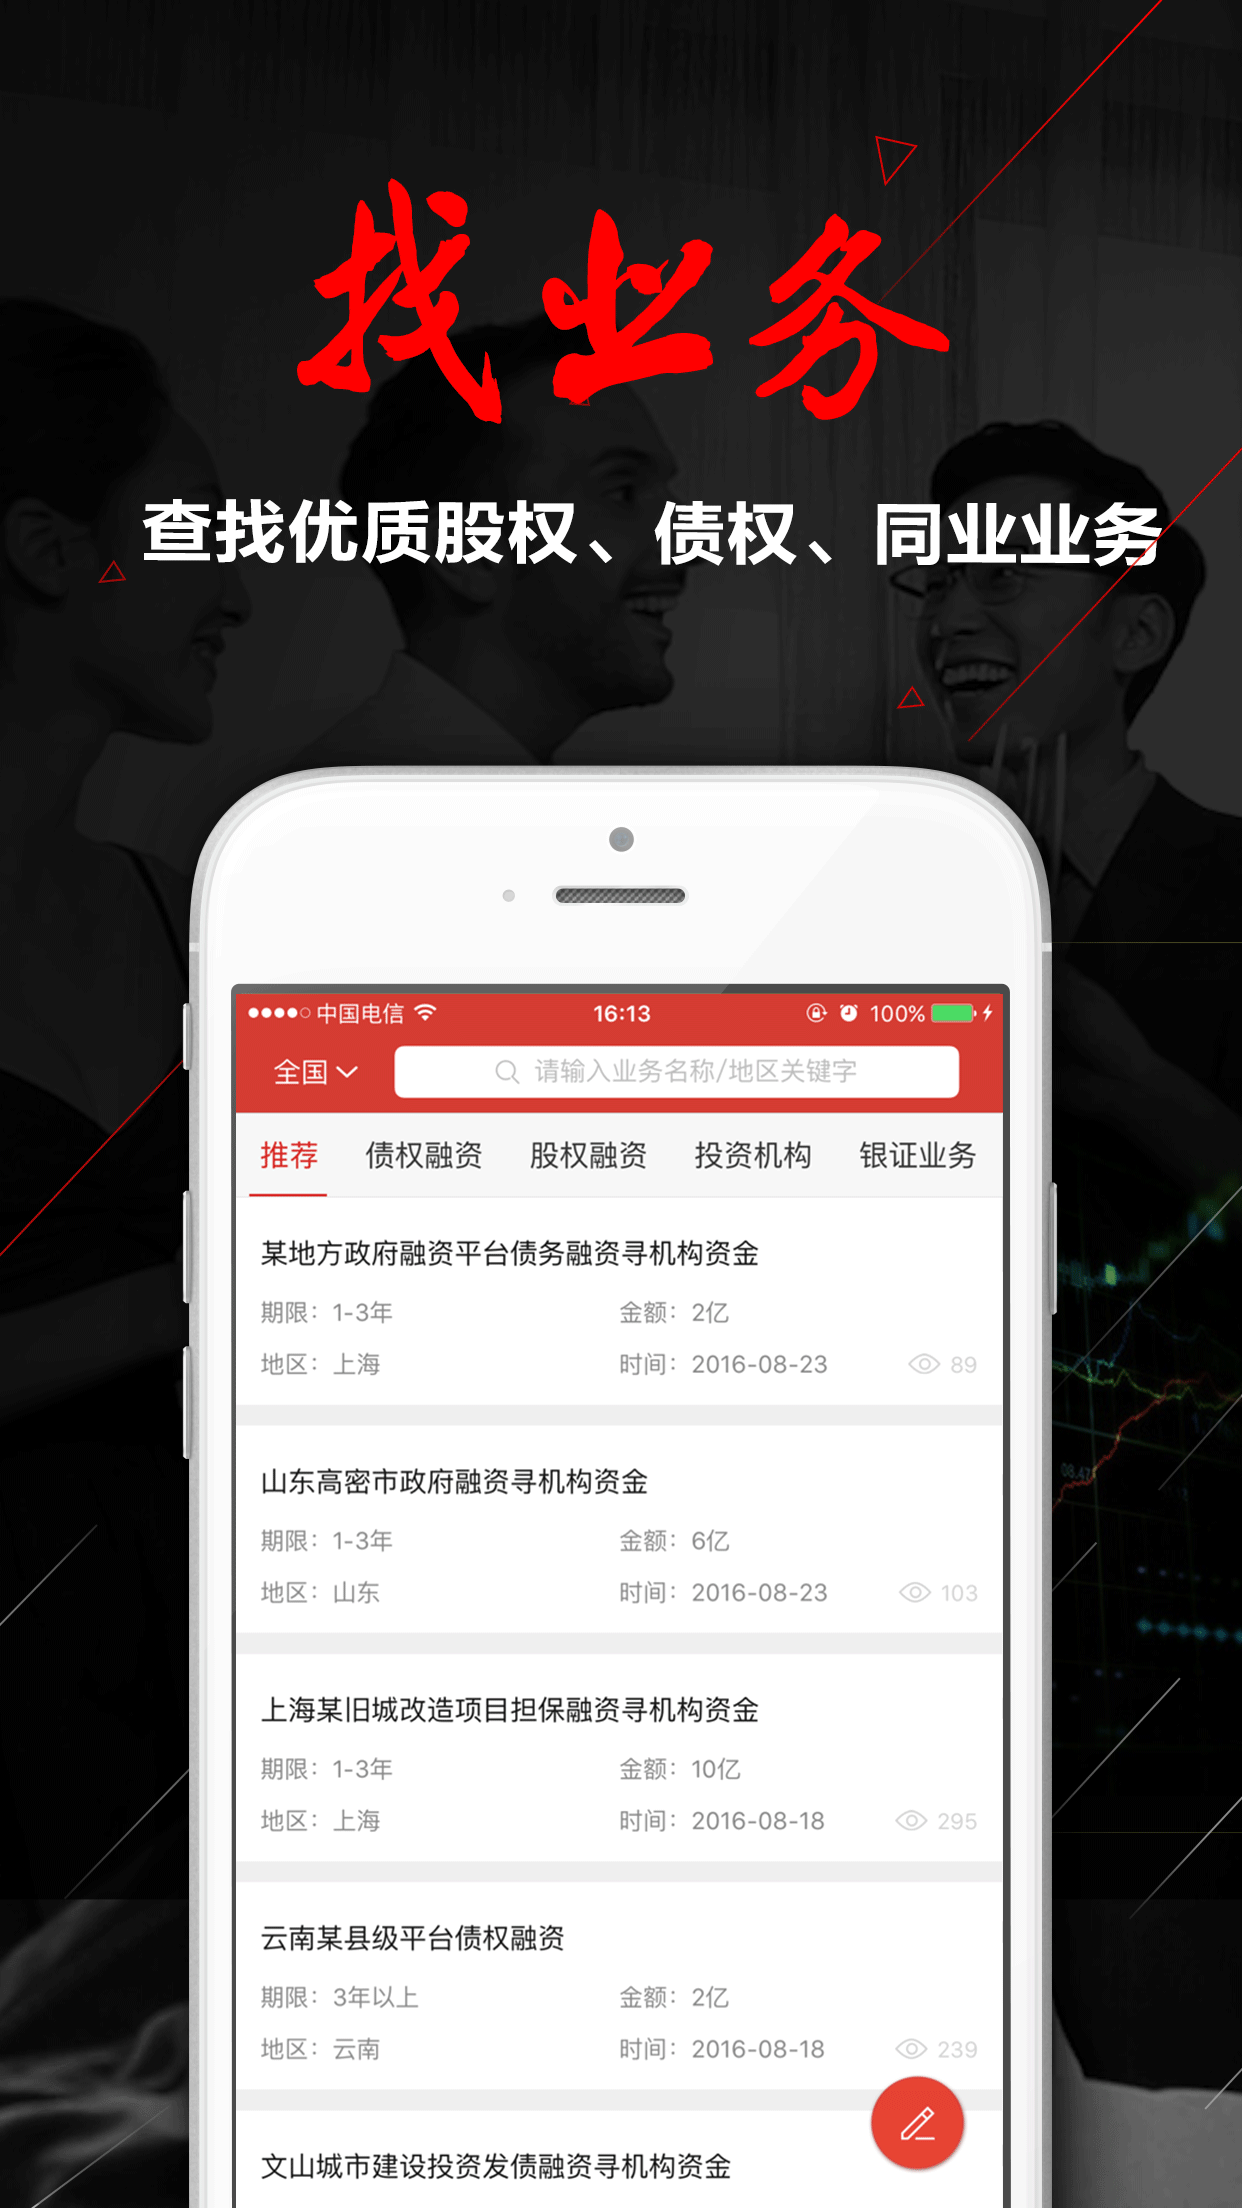 找业务
查找优质股权、债权、同业业务
中国电信 16:13 100%
全国 请输入业务名称/地区关键字
推荐 债权融资 股权融资 投资机构 银证业务
某地方政府融资平台债务融资寻机构资金
期限：1-3年 金额：2亿
地区：上海 时间：2016-08-23 89
山东高密市政府融资寻机构资金
期限：1-3年 金额：6亿
地区：山东 时间：2016-08-23 103
上海某旧城改造项目担保融资寻机构资金
期限：1-3年 金额：10亿
地区：上海 时间：2016-08-18 295
云南某县级平台债权融资
期限：3年以上 金额：2亿
地区：云南 时间：2016-08-18 239
文山城市建设投资发债融资寻机构资金